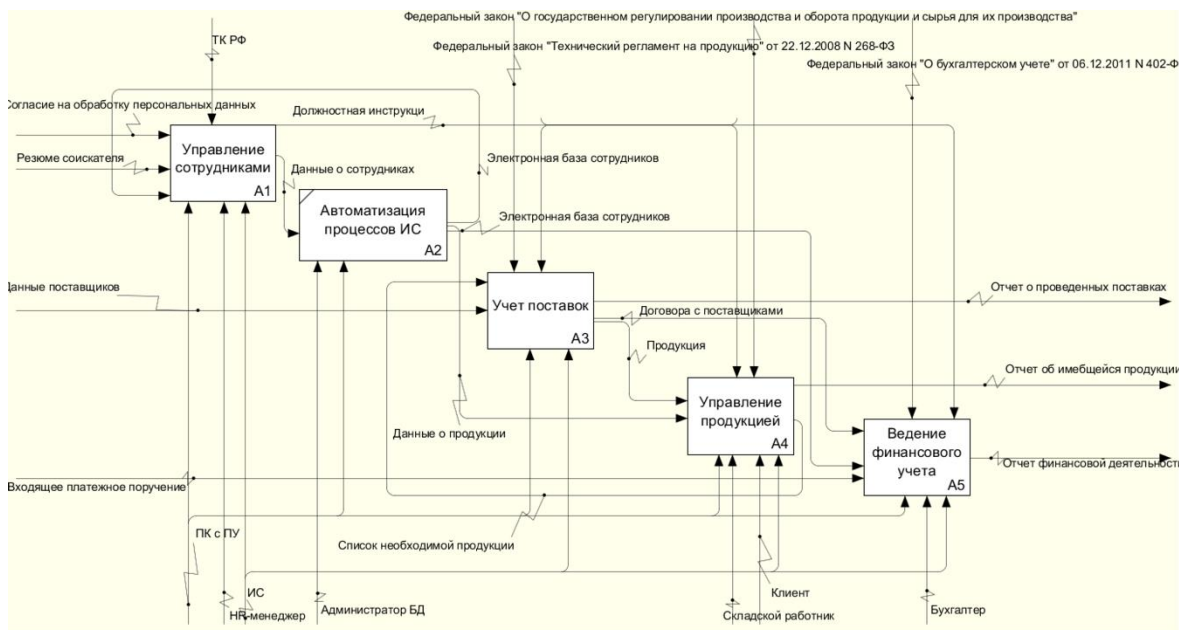 Федеральный закон "О государственном регулировании производства и оборота продукции и сырья для их производства"
ТК РФ
Федеральный закон "Технический регламент на продукцию" от 22.12.2008 N 268-ФЗ
Федеральный закон "О бухгалтерском учете" от 06.12.2011 N 402-Ф
Согласие на обработку персональных данных
Должностная инструкци
Управление
сотрудниками
A1
Резюме соискателя
Данные о сотрудниках
Электронная база сотрудников
Автоматизация
процессов ИС
A2
Электронная база сотрудников
Данные поставщиков
Учет поставок
A3
Отчет о проведенных поставках
Договора с поставщиками
Продукция
Отчет об имебщейся продукции
Управление
продукцией
A4
Данные о продукции
Ведение
финансового
учета
A5
Отчет финансовой деятельность
Входящее платежное поручение
ПК с ПУ
Список необходимой продукции
ИС
HR-менеджер
Администратор БД
Клиент
Складской работник
Бухгалтер